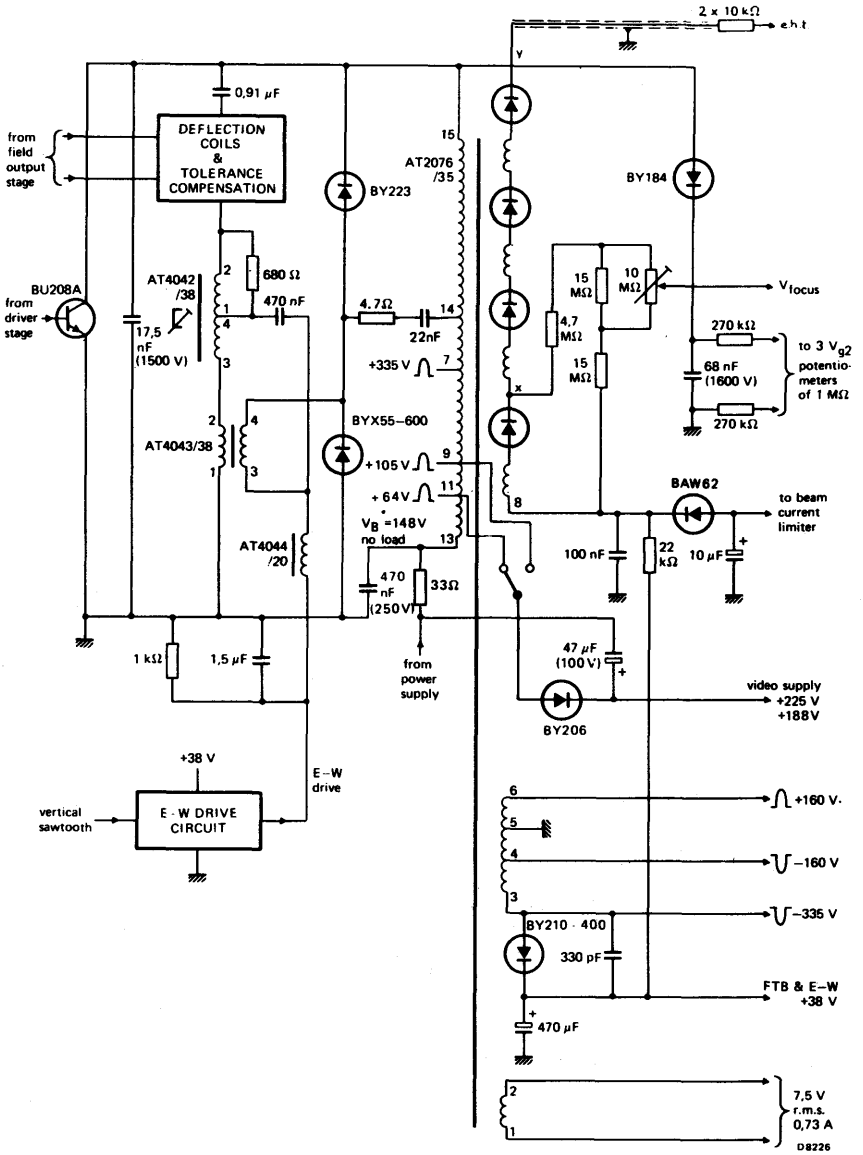 2 x 10 kΩ
e.h.t.
y
0,91 µF
from
field
output
stage
DEFLECTION
COILS
&
TOLERANCE
COMPENSATION
15
AT2076
/35
BY223
BY184
BU208A
from
driver
stage
AT4042
/38
2
1
4
3
680 Ω
470 nF
17,5
nF
(1500 V)
4.7Ω
22nF
14
+335 V
7
15
MΩ
10
MΩ
Vfocus
4,7
MΩ
15
MΩ
x
270 kΩ
68 nF
(1600 V)
270 kΩ
to 3 Vg2
potentio-
meters
of 1 MΩ
AT4043/38
2
1
4
3
BYX55-600
+105 V
9
+ 64V
11
VB = 148V
no load
13
8
BAW62
to beam
current
limiter
AT4044
/20
470
nF
(250V)
33Ω
100 nF
22
kΩ
10 µF
+
1 kΩ
1,5 µF
from
power
supply
47 µF
(100 V)
+
BY206
video supply
+225 V
+188V
+38 V
E-W
drive
vertical
sawtooth
E-W DRIVE
CIRCUIT
6
+160 V.
5
4
-160 V
3
-335 V
BY210 - 400
330 pF
FTB & E-W
+38 V
+
470 µF
2
1
7,5 V
r.m.s.
0,73 A
D8226